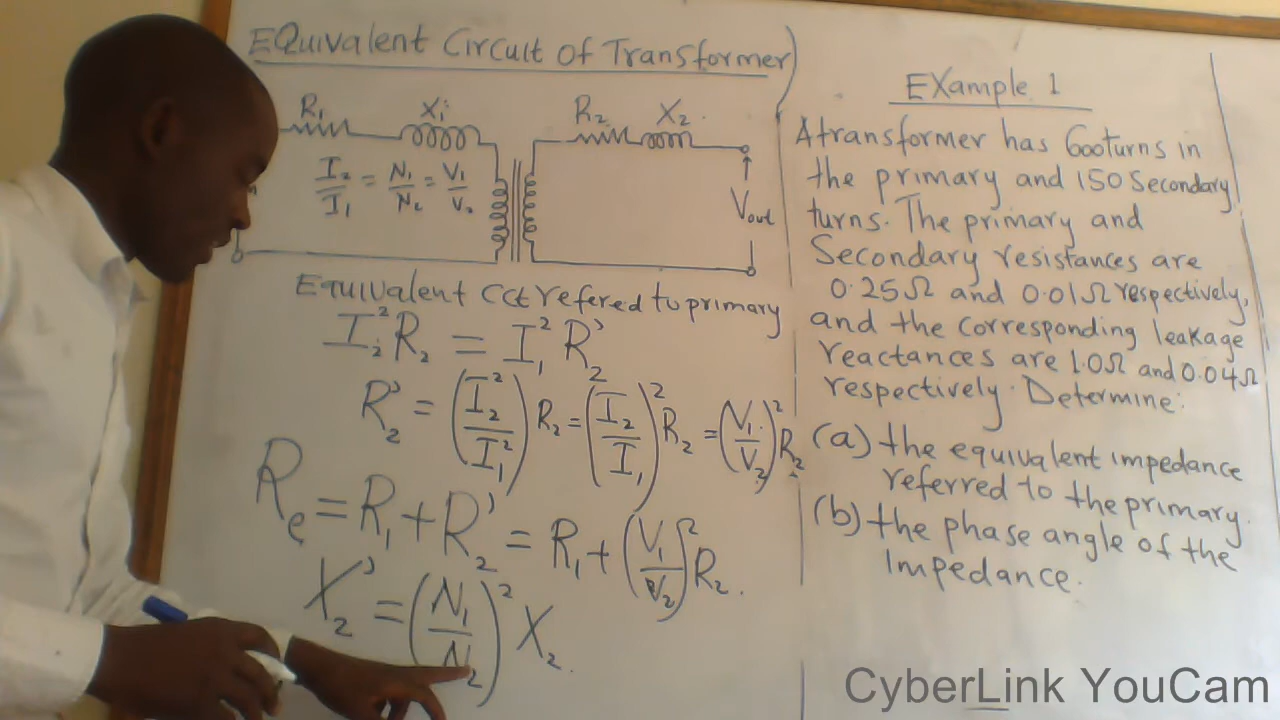 EQuivalent Circuit of Transformer
R₁ X₁ R₂ X₂
I₂/I₁ = N₁/N₂ = V₁/V₂
Vout
Equivalent cct refered to primary
I₂²R₂ = I₁²R₂'
R₂' = (I₂²/I₁²) R₂ = (I₂/I₁)²R₂ = (V₁/V₂)²R₂
Re = R₁ + R₂' = R₁ + (V₁/V₂)²R₂.
X₂' = (N₁/N₂)² X₂.
EXample 1
A transformer has 600 turns in
the primary and 150 Secondary
turns. The primary and
Secondary resistances are
0.25Ω and 0.01Ω respectively,
and the corresponding leakage
reactances are 1.0Ω and 0.04Ω
respectively. Determine:
(a) the equivalent impedance
referred to the primary.
(b) the phase angle of the
impedance.
CyberLink YouCam